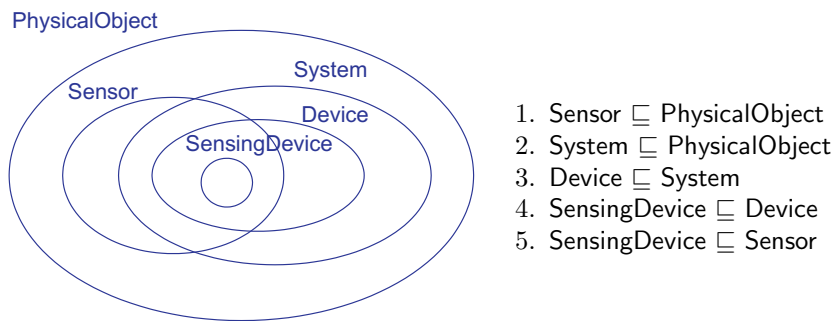 PhysicalObject
System
Sensor
Device
SensingDevice
1. Sensor ⊑ PhysicalObject
2. System ⊑ PhysicalObject
3. Device ⊑ System
4. SensingDevice ⊑ Device
5. SensingDevice ⊑ Sensor